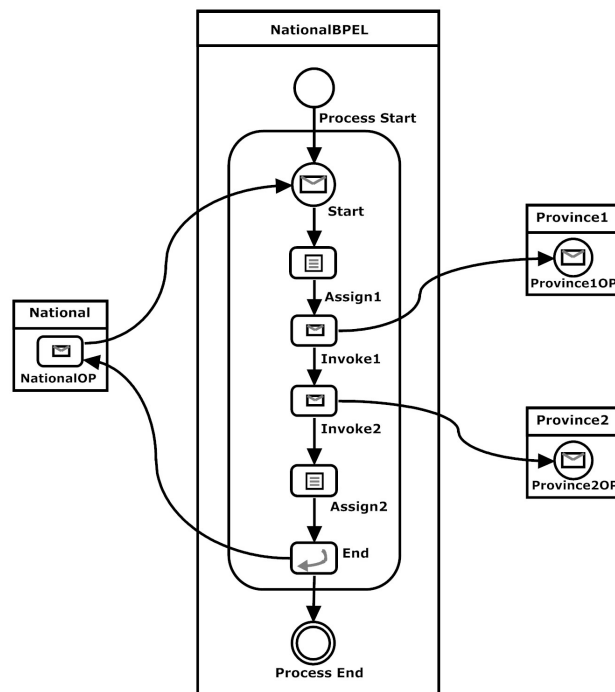 NationalBPEL
Process Start
Start
Province1
Province1OP
Assign1
National
NationalOP
Invoke1
Province2
Province2OP
Invoke2
Assign2
End
Process End